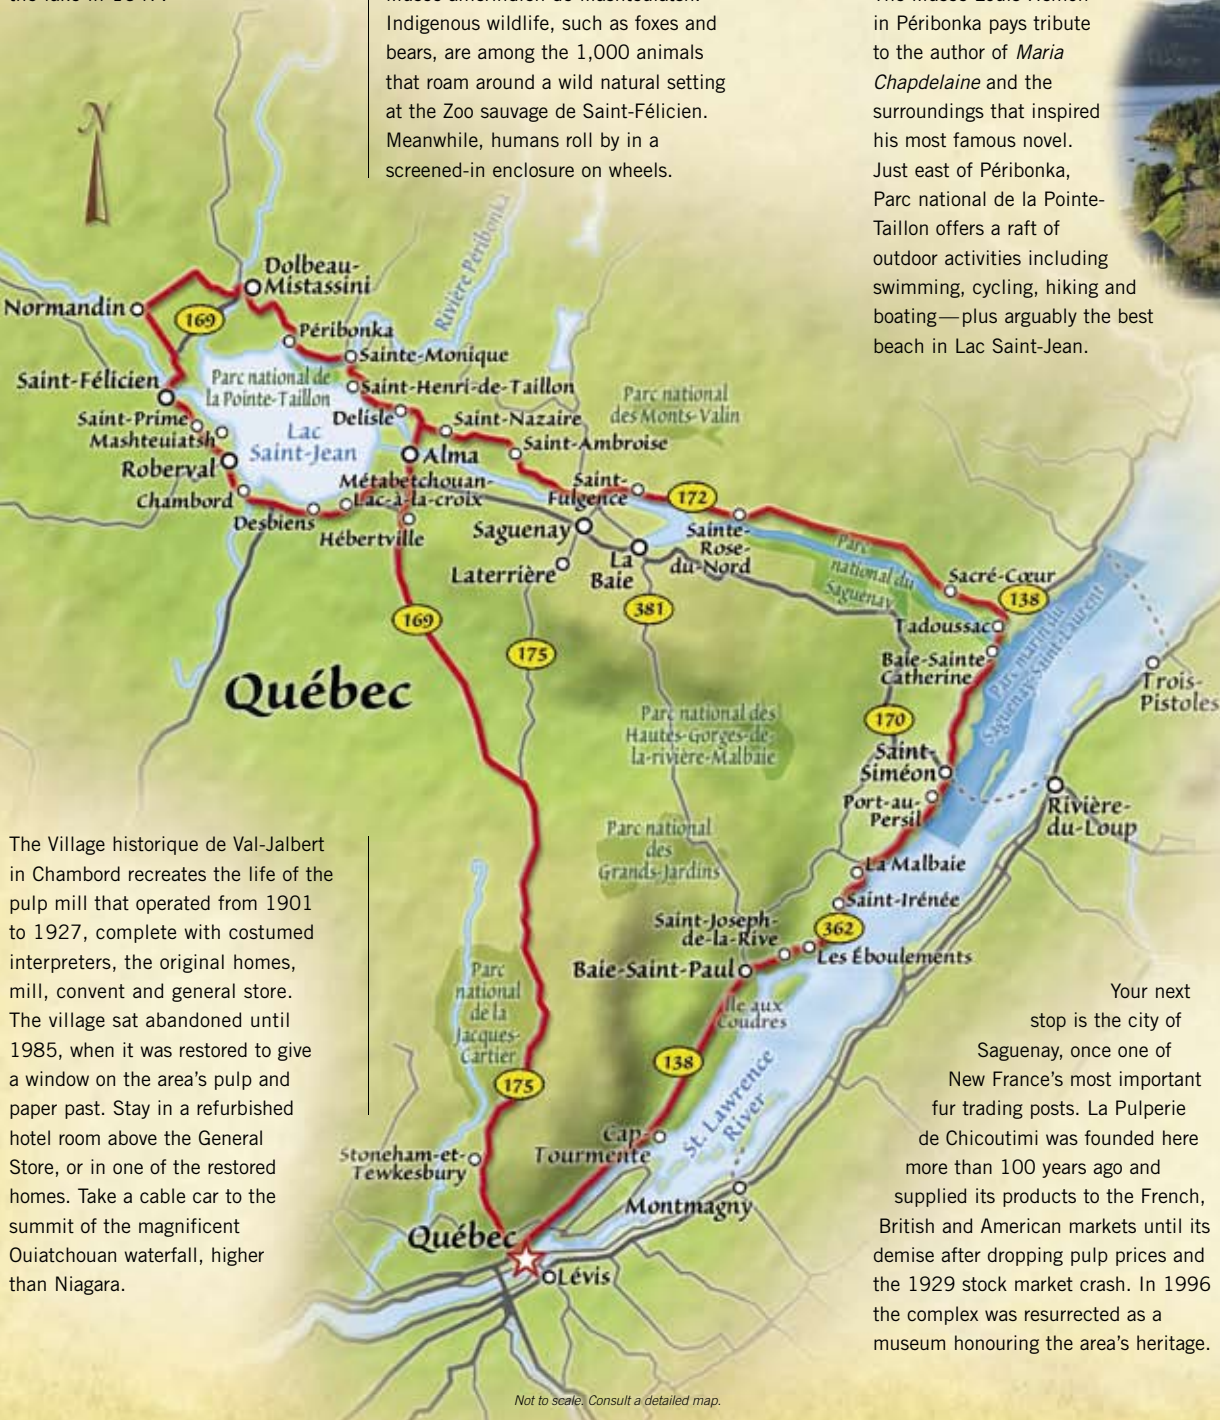 Indigenous wildlife, such as foxes and
bears, are among the 1,000 animals
that roam around a wild natural setting
at the Zoo sauvage de Saint-Félicien.
Meanwhile, humans roll by in a
screened-in enclosure on wheels.
in Péribonka pays tribute
to the author of Maria
Chapdelaine and the
surroundings that inspired
his most famous novel.
Just east of Péribonka,
Parc national de la Pointe-
Taillon offers a raft of
outdoor activities including
swimming, cycling, hiking and
boating—plus arguably the best
beach in Lac Saint-Jean.
N
Rivière Péribonka
Dolbeau-
Mistassini
Normandin
169
Péribonka
Sainte-Monique
Saint-Félicien
Parc national de
la Pointe-Taillon
Saint-Henri-de-Taillon
Parc national
des Monts-Valin
Saint-Prime
Delisle
Saint-Nazaire
Mashteuiatsh
Lac
Saint-Jean
Saint-Ambroise
Roberval
Alma
Chambord
Métabetchouan-
Lac-à-la-croix
Saint-
Fulgence
172
Desbiens
Hébertville
Saguenay
Sainte-
Rose-
du-Nord
Laterrière
La
Baie
Parc
national du
Saguenay
Sacré-Cœur
138
169
381
Tadoussac
175
Baie-Sainte
Catherine
Parc marin du
Saguenay-Saint-Laurent
Trois-
Pistoles
Québec
Parc national des
Hautes-Gorges-de-
la-rivière-Malbaie
170
Saint-
Siméon
Port-au-
Persil
Rivière-
du-Loup
Parc national
des
Grands-Jardins
La Malbaie
Saint-Irénée
Saint-Joseph-
de-la-Rive
362
Les Éboulements
Baie-Saint-Paul
Île aux
Coudres
Parc
national
de la
Jacques-
Cartier
138
175
St. Lawrence
River
Cap-
Tourmente
Stoneham-et-
Tewkesbury
Montmagny
Québec
Lévis
The Village historique de Val-Jalbert
in Chambord recreates the life of the
pulp mill that operated from 1901
to 1927, complete with costumed
interpreters, the original homes,
mill, convent and general store.
The village sat abandoned until
1985, when it was restored to give
a window on the area's pulp and
paper past. Stay in a refurbished
hotel room above the General
Store, or in one of the restored
homes. Take a cable car to the
summit of the magnificent
Ouiatchouan waterfall, higher
than Niagara.
Your next
stop is the city of
Saguenay, once one of
New France's most important
fur trading posts. La Pulperie
de Chicoutimi was founded here
more than 100 years ago and
supplied its products to the French,
British and American markets until its
demise after dropping pulp prices and
the 1929 stock market crash. In 1996
the complex was resurrected as a
museum honouring the area's heritage.
Not to scale. Consult a detailed map.